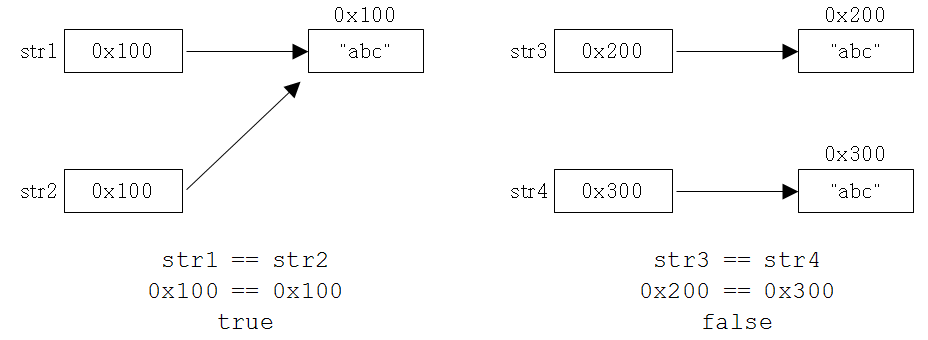 0x100
str1 0x100 "abc"
str2 0x100
str1 == str2
0x100 == 0x100
true
0x200
str3 0x200 "abc"
0x300
str4 0x300 "abc"
str3 == str4
0x200 == 0x300
false